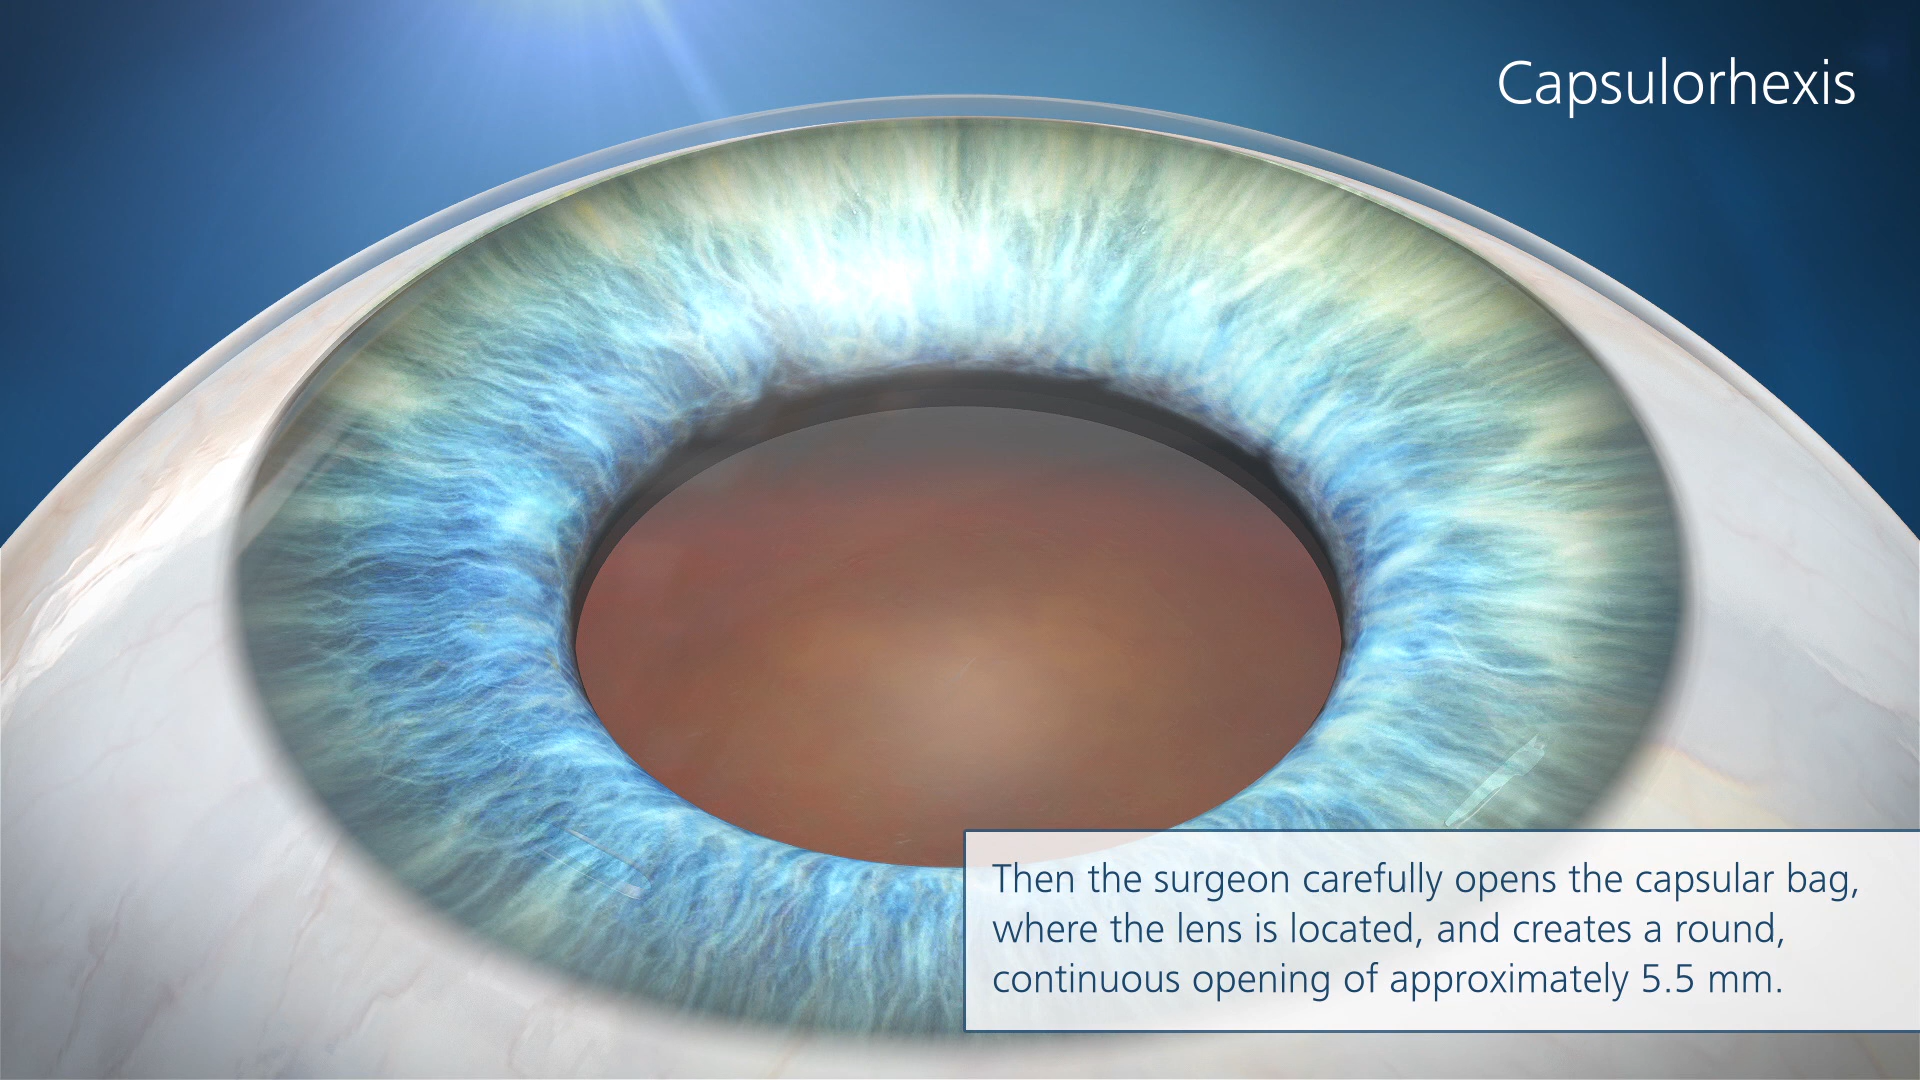 Capsulorhexis
Then the surgeon carefully opens the capsular bag,
where the lens is located, and creates a round,
continuous opening of approximately 5.5 mm.